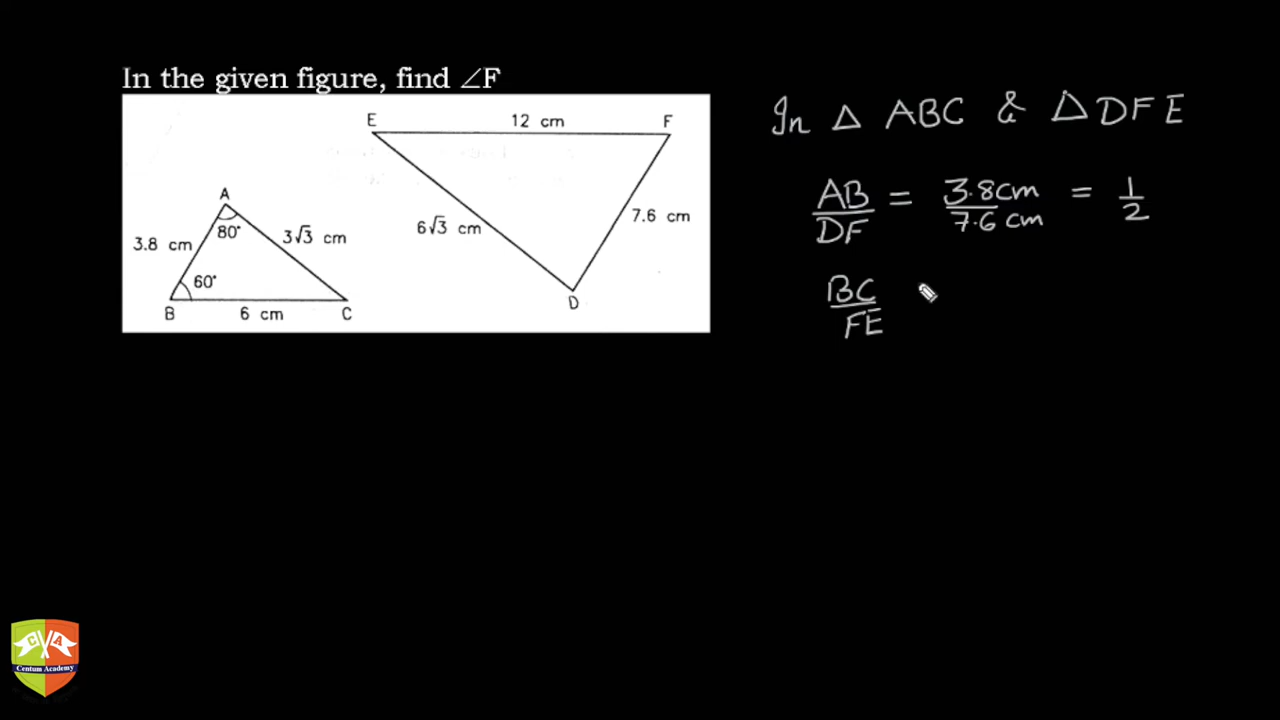 In the given figure, find ∠F
E 12 cm F
A
80°
3.8 cm
3√3 cm
60°
B 6 cm C
6√3 cm
7.6 cm
D
In △ ABC & △ DFE
AB/DF = 3.8cm/7.6 cm = 1/2
BC/FE
C A
Centum Academy